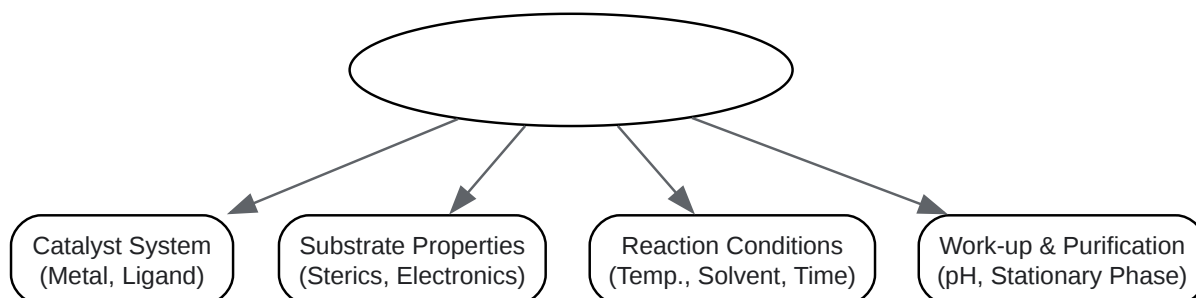 Catalyst System
(Metal, Ligand)
Substrate Properties
(Sterics, Electronics)
Reaction Conditions
(Temp., Solvent, Time)
Work-up & Purification
(pH, Stationary Phase)